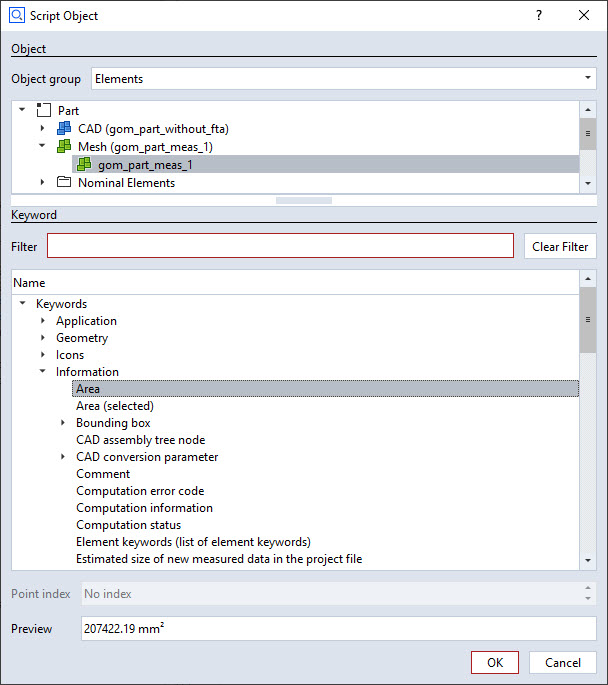 Script Object
?
Object
Object group Elements
Part
CAD (gom_part_without_fta)
Mesh (gom_part_meas_1)
gom_part_meas_1
Nominal Elements
Keyword
Filter Clear Filter
Name
Keywords
Application
Geometry
Icons
Information
Area
Area (selected)
Bounding box
CAD assembly tree node
CAD conversion parameter
Comment
Computation error code
Computation information
Computation status
Element keywords (list of element keywords)
Estimated size of new measured data in the project file
Point index No index
Preview 207422.19 mm²
OK Cancel